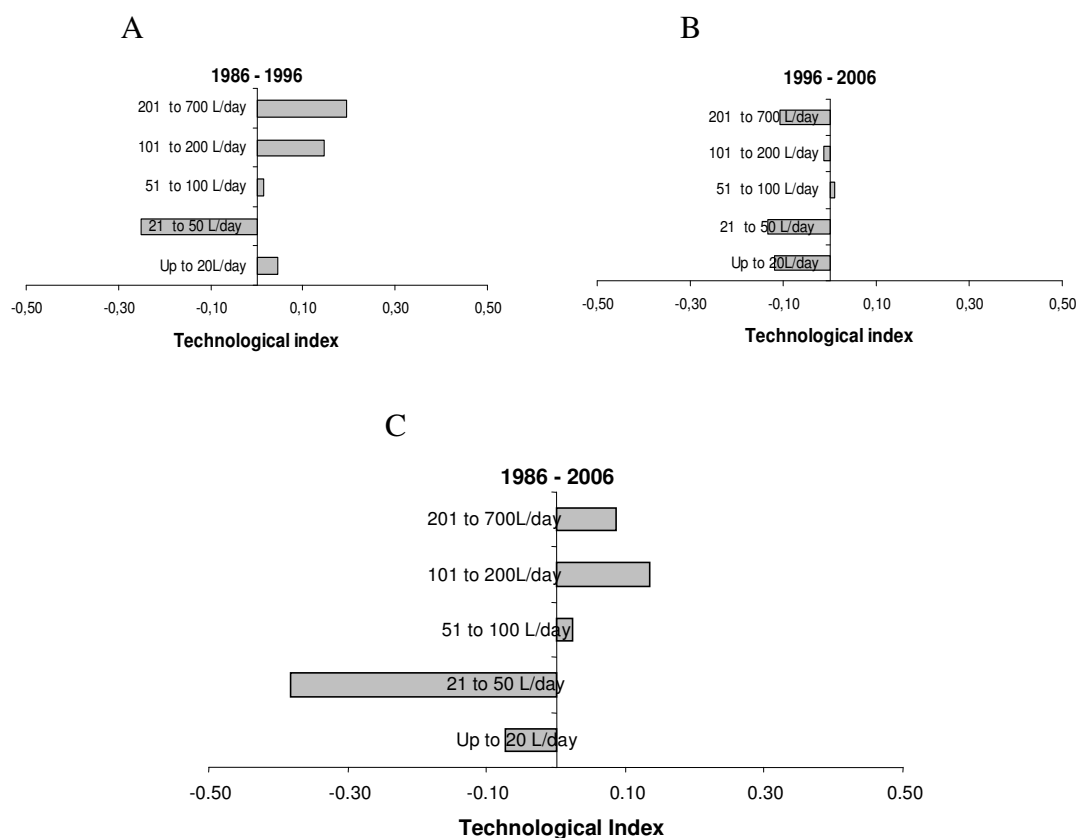 A
1986 - 1996
201 to 700 L/day
101 to 200 L/day
51 to 100 L/day
21 to 50 L/day
Up to 20L/day
-0,50 -0,30 -0,10 0,10 0,30 0,50
Technological index
B
1996 - 2006
201 to 700 L/day
101 to 200 L/day
51 to 100 L/day
21 to 50 L/day
Up to 20L/day
-0,50 -0,30 -0,10 0,10 0,30 0,50
Technological index
C
1986 - 2006
201 to 700L/day
101 to 200L/day
51 to 100 L/day
21 to 50 L/day
Up to 20 L/day
-0.50 -0.30 -0.10 0.10 0.30 0.50
Technological Index